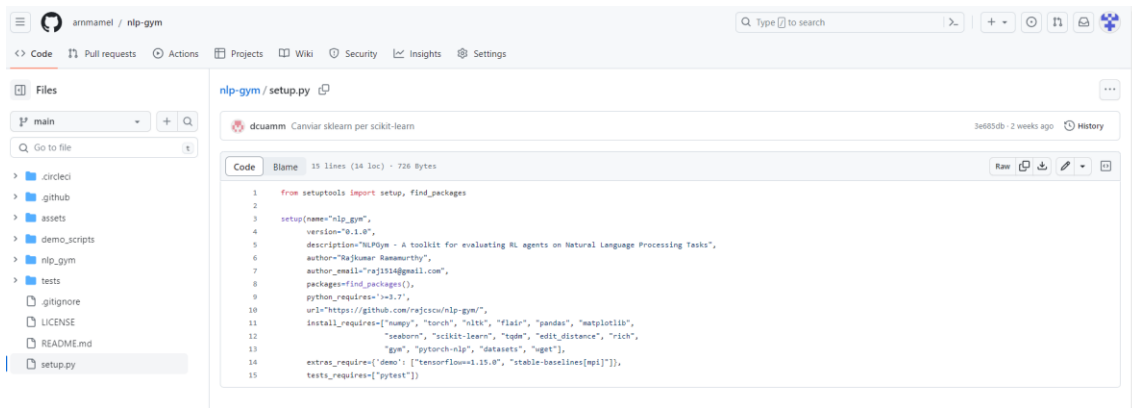 arnmamel / nlp-gym
Type / to search
Code Pull requests Actions Projects Wiki Security Insights Settings
Files
main
Go to file t
.circleci
.github
assets
demo_scripts
nlp_gym
tests
.gitignore
LICENSE
README.md
setup.py
nlp-gym / setup.py
dcuamm Canviar sklearn per scikit-learn
3e685db · 2 weeks ago History
Code Blame 15 lines (14 loc) · 726 Bytes
Raw
1 from setuptools import setup, find_packages
2
3 setup(name="nlp_gym",
4 version="0.1.0",
5 description="NLPGym - A toolkit for evaluating RL agents on Natural Language Processing Tasks",
6 author="Rajkumar Ramamurthy",
7 author_email="raj1514@gmail.com",
8 packages=find_packages(),
9 python_requires='>=3.7',
10 url="https://github.com/rajcscw/nlp-gym/",
11 install_requires=["numpy", "torch", "nltk", "flair", "pandas", "matplotlib",
12 "seaborn", "scikit-learn", "tqdm", "edit_distance", "rich",
13 "gym", "pytorch-nlp", "datasets", "wget"],
14 extras_require={'demo': ["tensorflow==1.15.0", "stable-baselines[mpi]"]},
15 tests_requires=["pytest"])